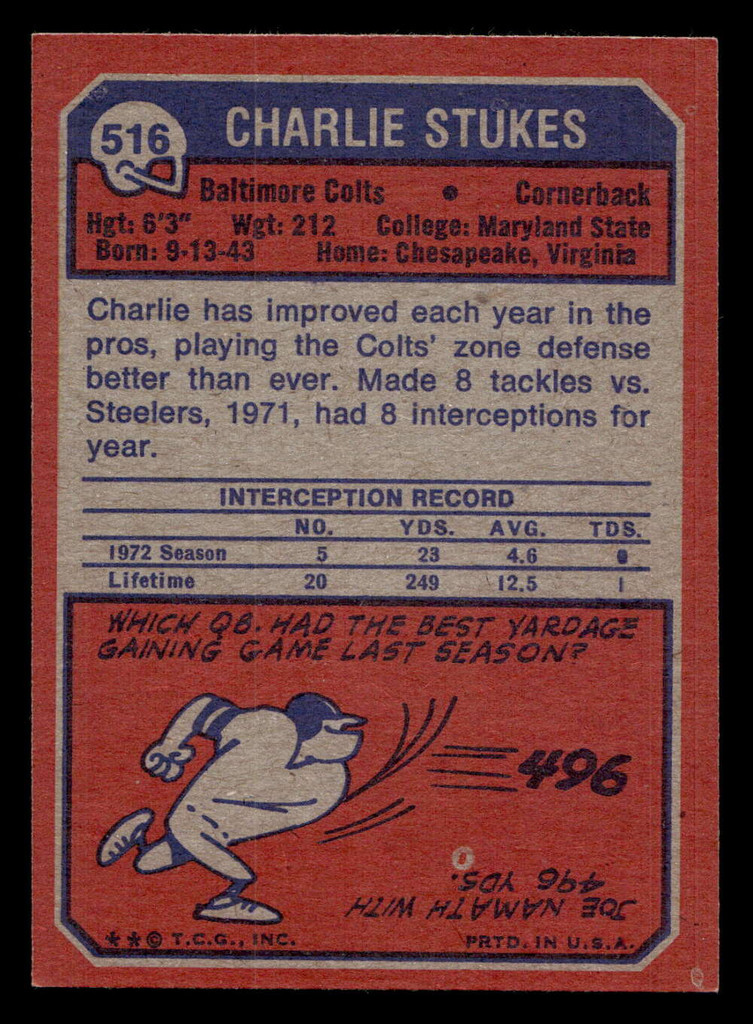 516 CHARLIE STUKES
Baltimore Colts • Cornerback
Hgt: 6'3" Wgt: 212 College: Maryland State
Born: 9-13-43 Home: Chesapeake, Virginia
Charlie has improved each year in the
pros, playing the Colts' zone defense
better than ever. Made 8 tackles vs.
Steelers, 1971, had 8 interceptions for
year.
INTERCEPTION RECORD
NO. YDS. AVG. TDS.
1972 Season 5 23 4.6 0
Lifetime 20 249 12.5 1
WHICH QB. HAD THE BEST YARDAGE
GAINING GAME LAST SEASON?
496
JOE NAMATH WITH
496 YDS.
**© T.C.G., INC. PRTD. IN U.S.A.